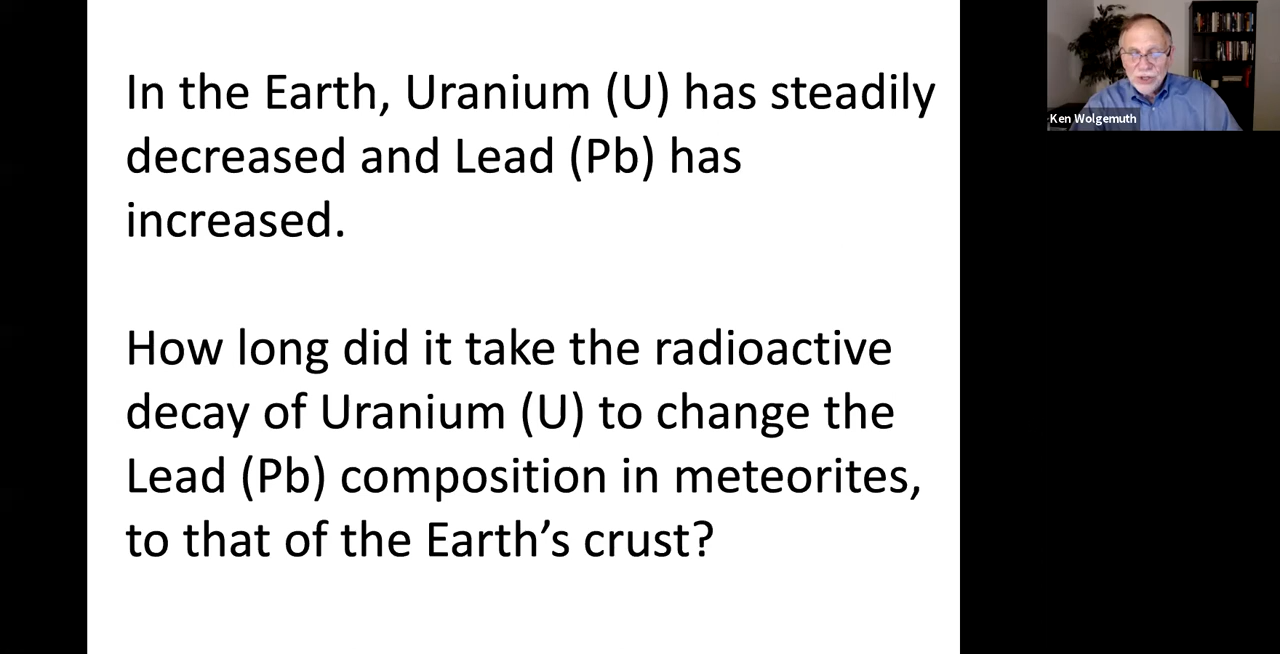 In the Earth, Uranium (U) has steadily
decreased and Lead (Pb) has
increased.
How long did it take the radioactive
decay of Uranium (U) to change the
Lead (Pb) composition in meteorites,
to that of the Earth’s crust?
Ken Wolgemuth